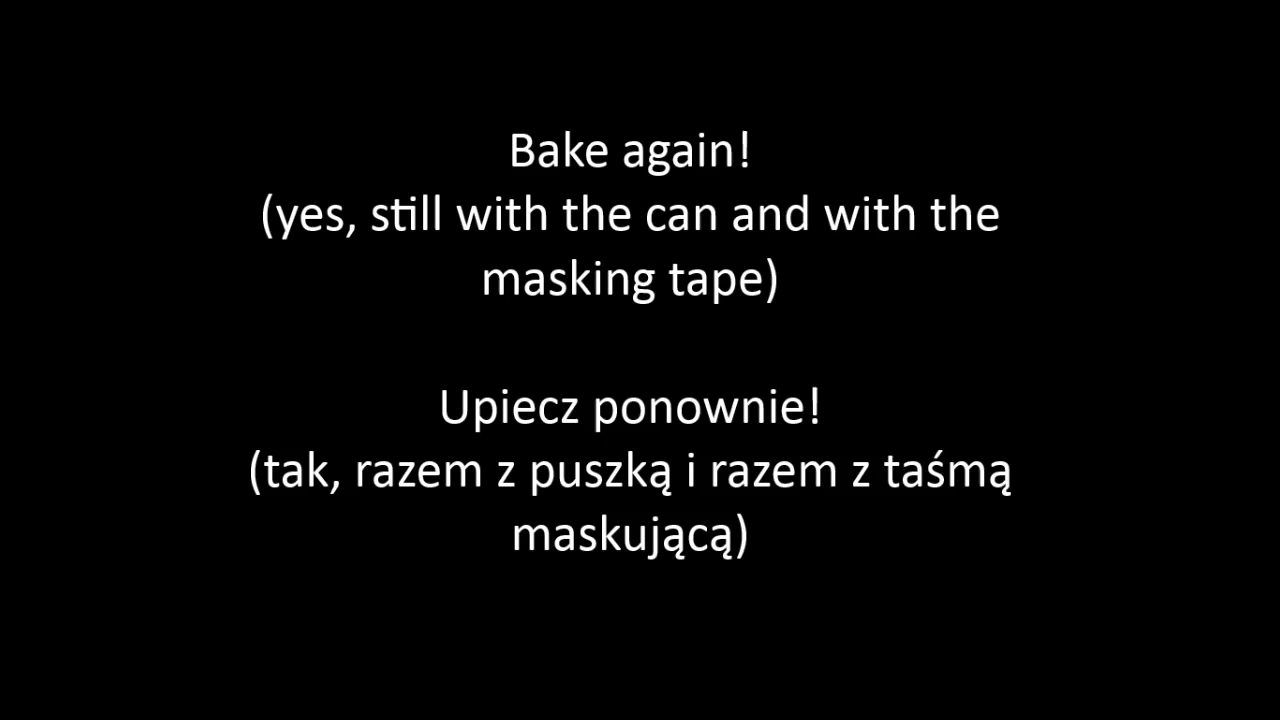 Bake again!
(yes, still with the can and with the
masking tape)
Upiecz ponownie!
(tak, razem z puszką i razem z taśmą
maskującą)